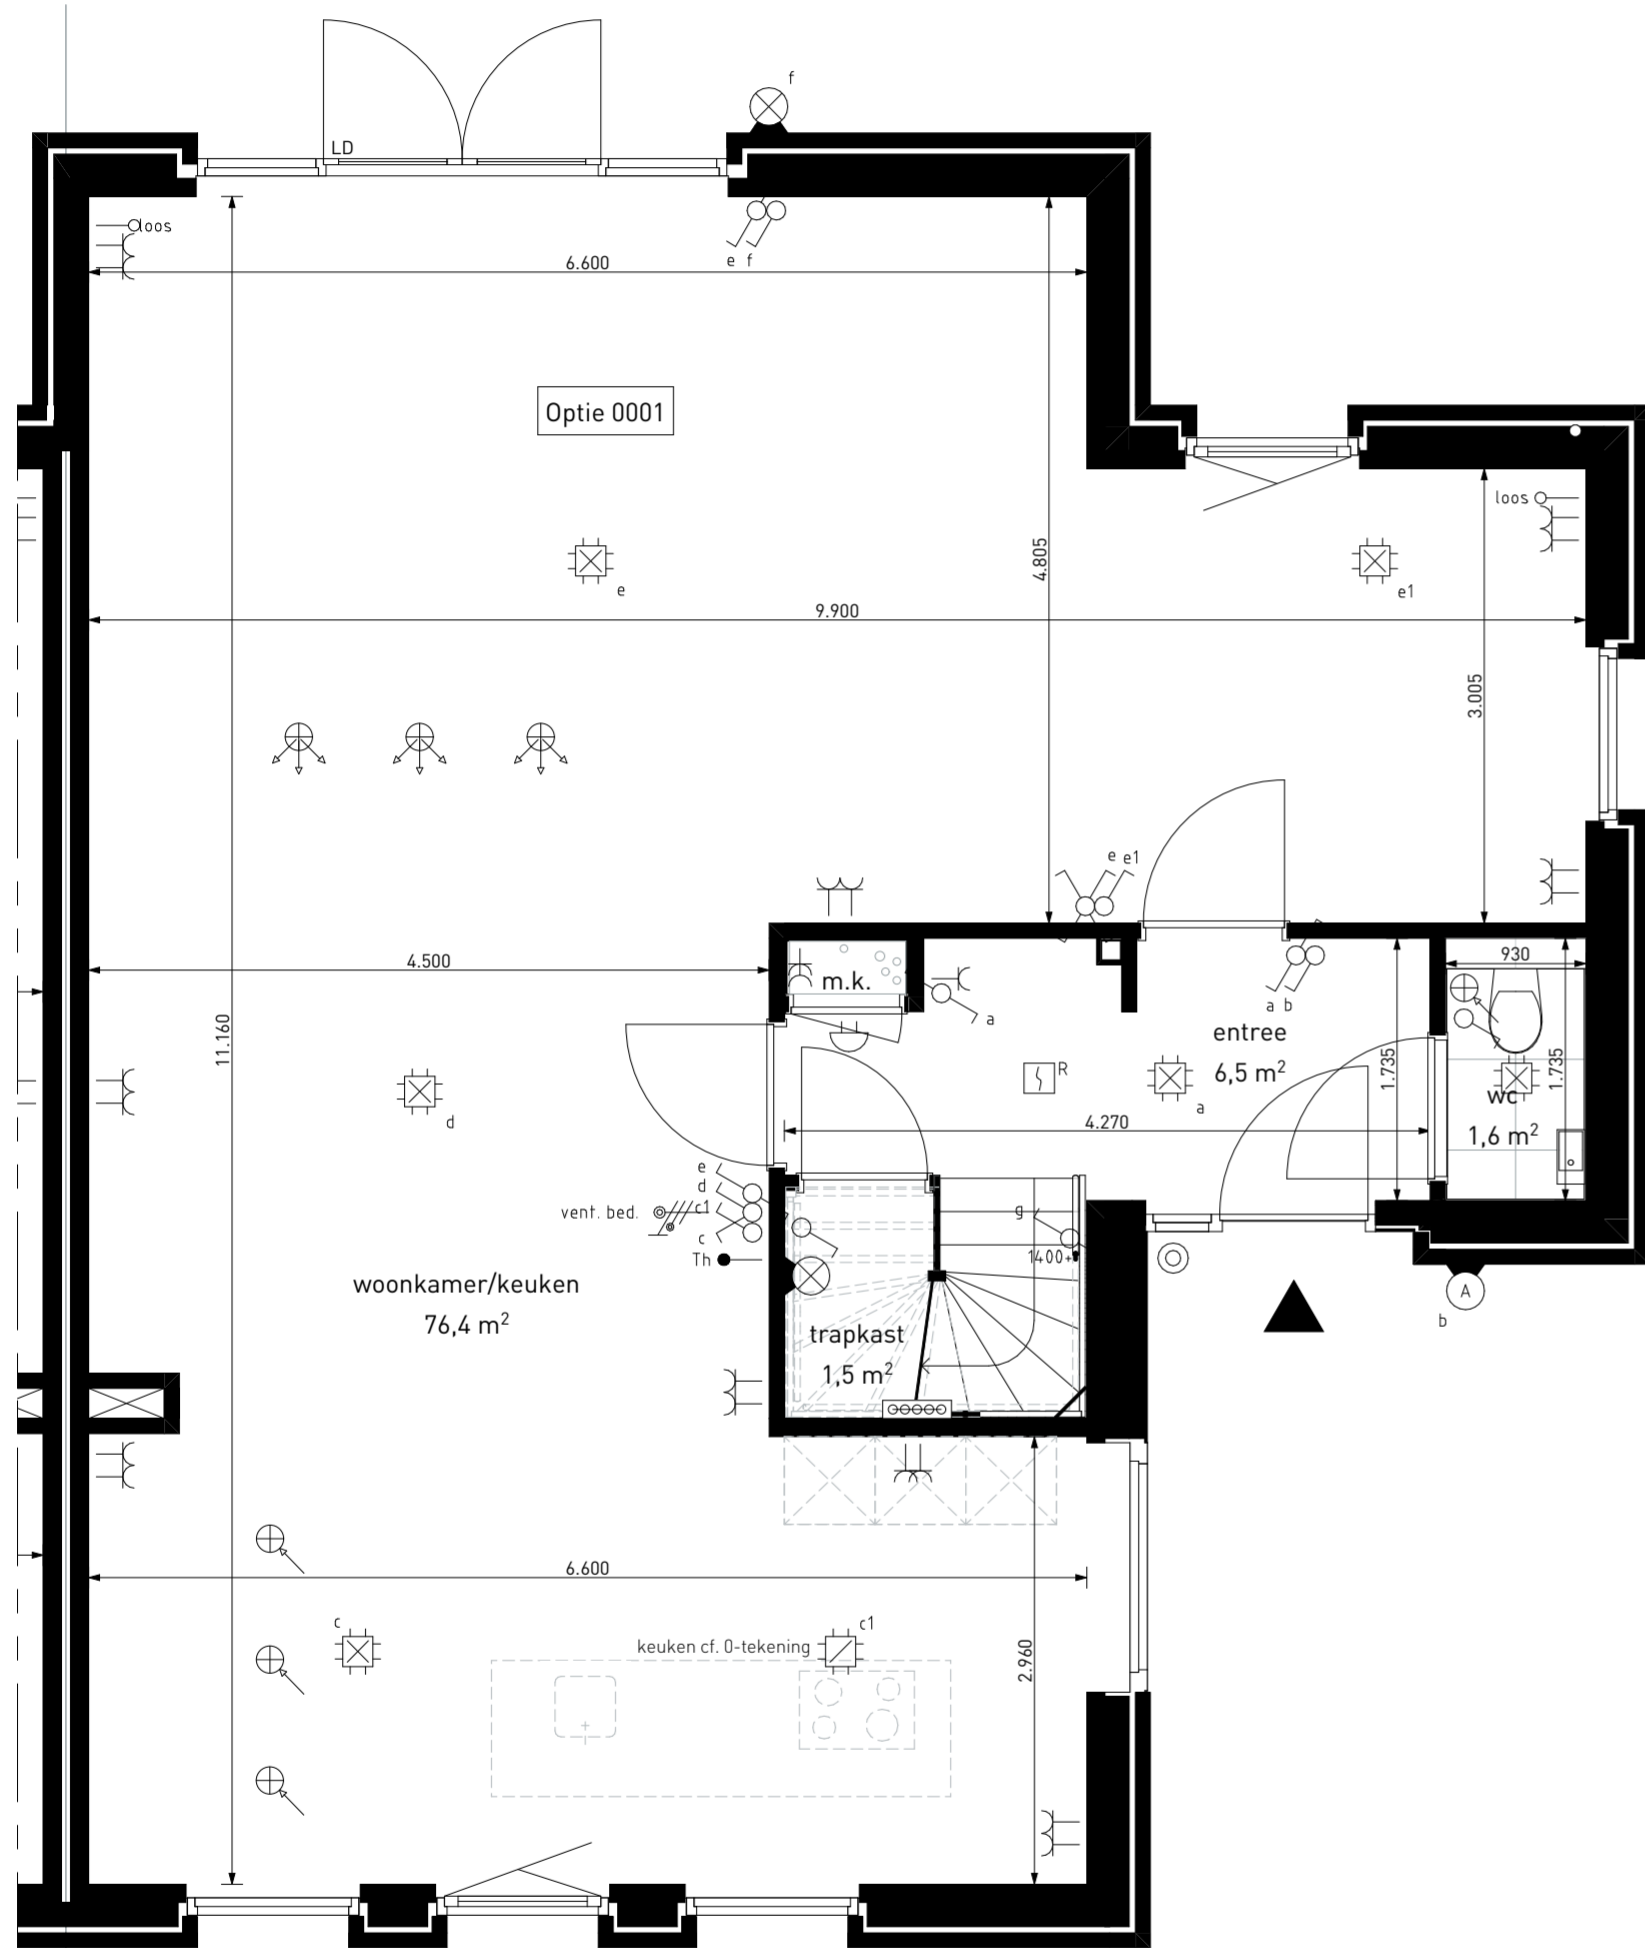 f
LD
loos
e f
6.600
Optie 0001
loos
4.805
e
e1
9.900
3.005
e e1
4.500
m.k.
930
a
a b
11.160
entree
6,5 m²
R
a
1.735
1.735
wc
1,6 m²
d
4.270
e
d
c1
c
vent. bed.
Th
g
1400+
A
b
woonkamer/keuken
76,4 m²
trapkast
1,5 m²
6.600
c
c1
keuken cf. 0-tekening
2.960